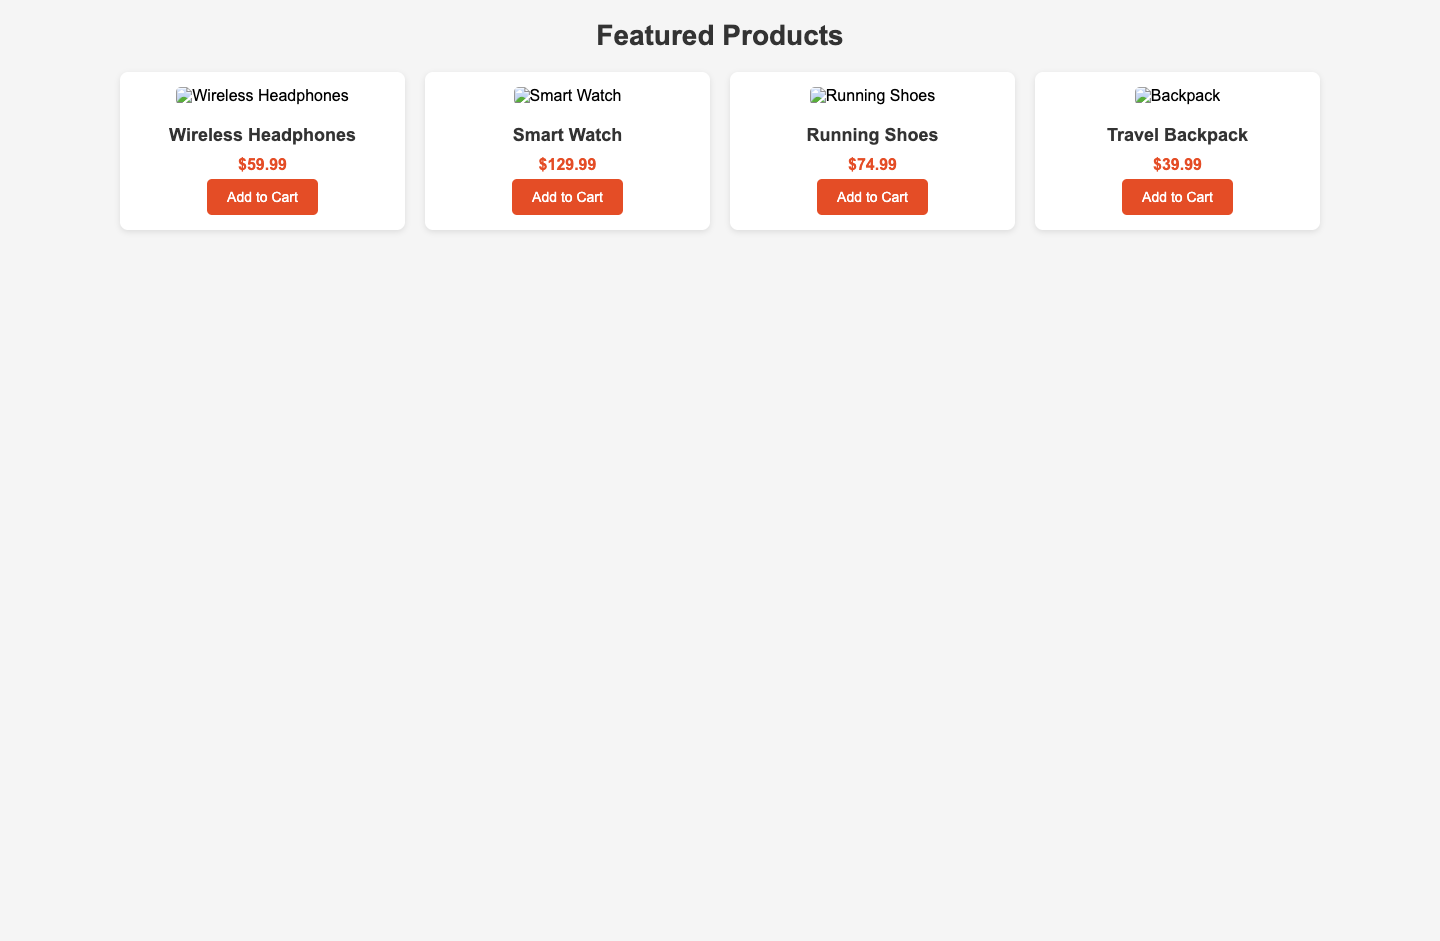 Featured Products
Wireless Headphones
Wireless Headphones
$59.99
Add to Cart
Smart Watch
Smart Watch
$129.99
Add to Cart
Running Shoes
Running Shoes
$74.99
Add to Cart
Backpack
Travel Backpack
$39.99
Add to Cart